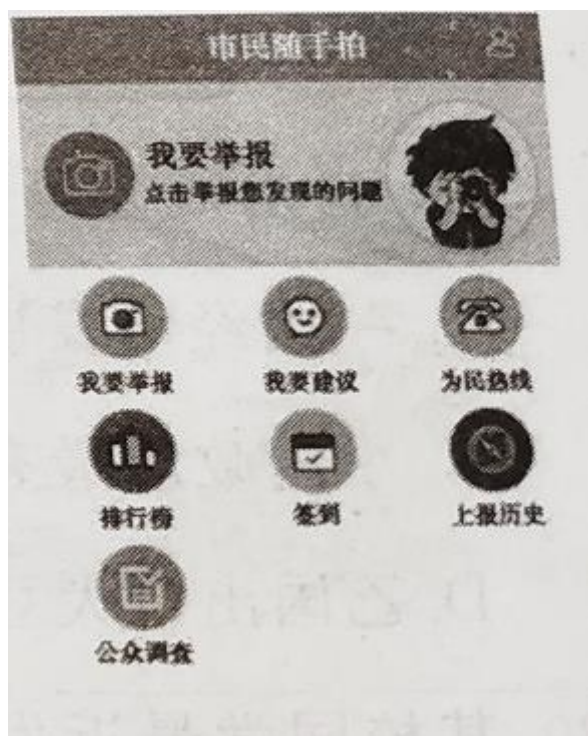 市民随手拍
我要举报
点击举报您发现的问题
我要举报 我要建议 为民热线
排行榜 签到 上报历史
公众调查